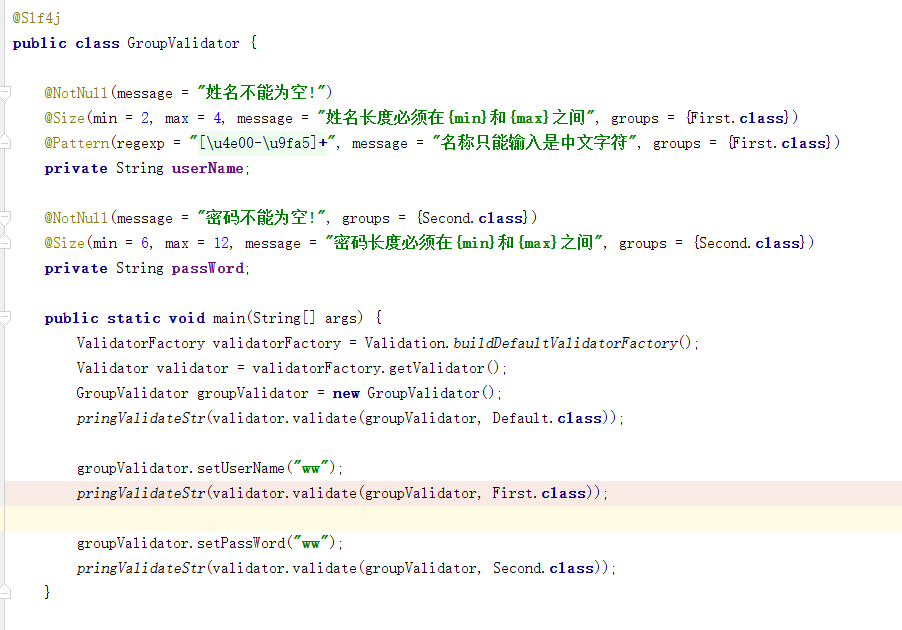 @Slf4j
public class GroupValidator {
@NotNull(message = "姓名不能为空!")
@Size(min = 2, max = 4, message = "姓名长度必须在{min}和{max}之间", groups = {First.class})
@Pattern(regexp = "[\u4e00-\u9fa5]+", message = "名称只能输入是中文字符", groups = {First.class})
private String userName;
@NotNull(message = "密码不能为空!", groups = {Second.class})
@Size(min = 6, max = 12, message = "密码长度必须在{min}和{max}之间", groups = {Second.class})
private String passWord;
public static void main(String[] args) {
ValidatorFactory validatorFactory = Validation.buildDefaultValidatorFactory();
Validator validator = validatorFactory.getValidator();
GroupValidator groupValidator = new GroupValidator();
pringValidateStr(validator.validate(groupValidator, Default.class));
groupValidator.setUserName("ww");
pringValidateStr(validator.validate(groupValidator, First.class));
groupValidator.setPassWord("ww");
pringValidateStr(validator.validate(groupValidator, Second.class));
}